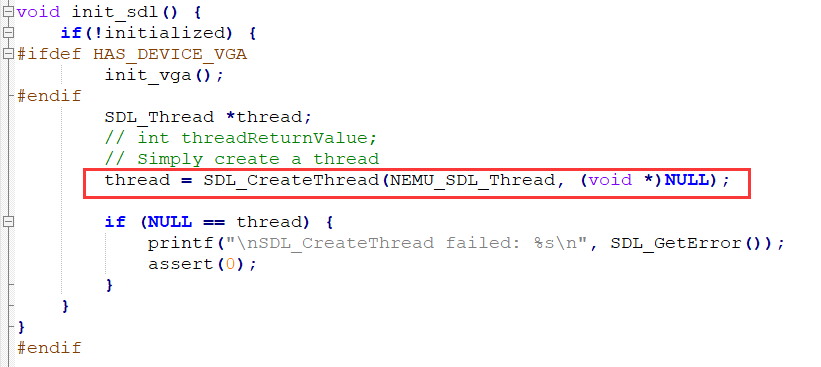 void init_sdl() {
    if(!initialized) {
#ifdef HAS_DEVICE_VGA
        init_vga();
#endif
        SDL_Thread *thread;
        // int threadReturnValue;
        // Simply create a thread
        thread = SDL_CreateThread(NEMU_SDL_Thread, (void *)NULL);

        if (NULL == thread) {
            printf("\nSDL_CreateThread failed: %s\n", SDL_GetError());
            assert(0);
        }
    }
}
#endif